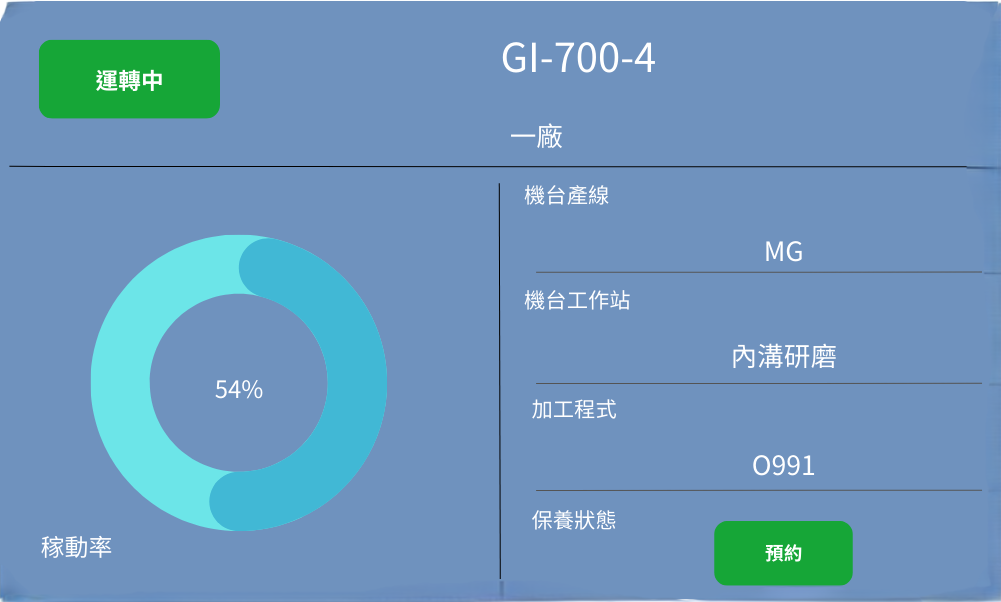 運轉中
GI-700-4
一廠
機台產線
MG
機台工作站
內溝研磨
加工程式
O991
保養狀態
預約
54%
稼動率